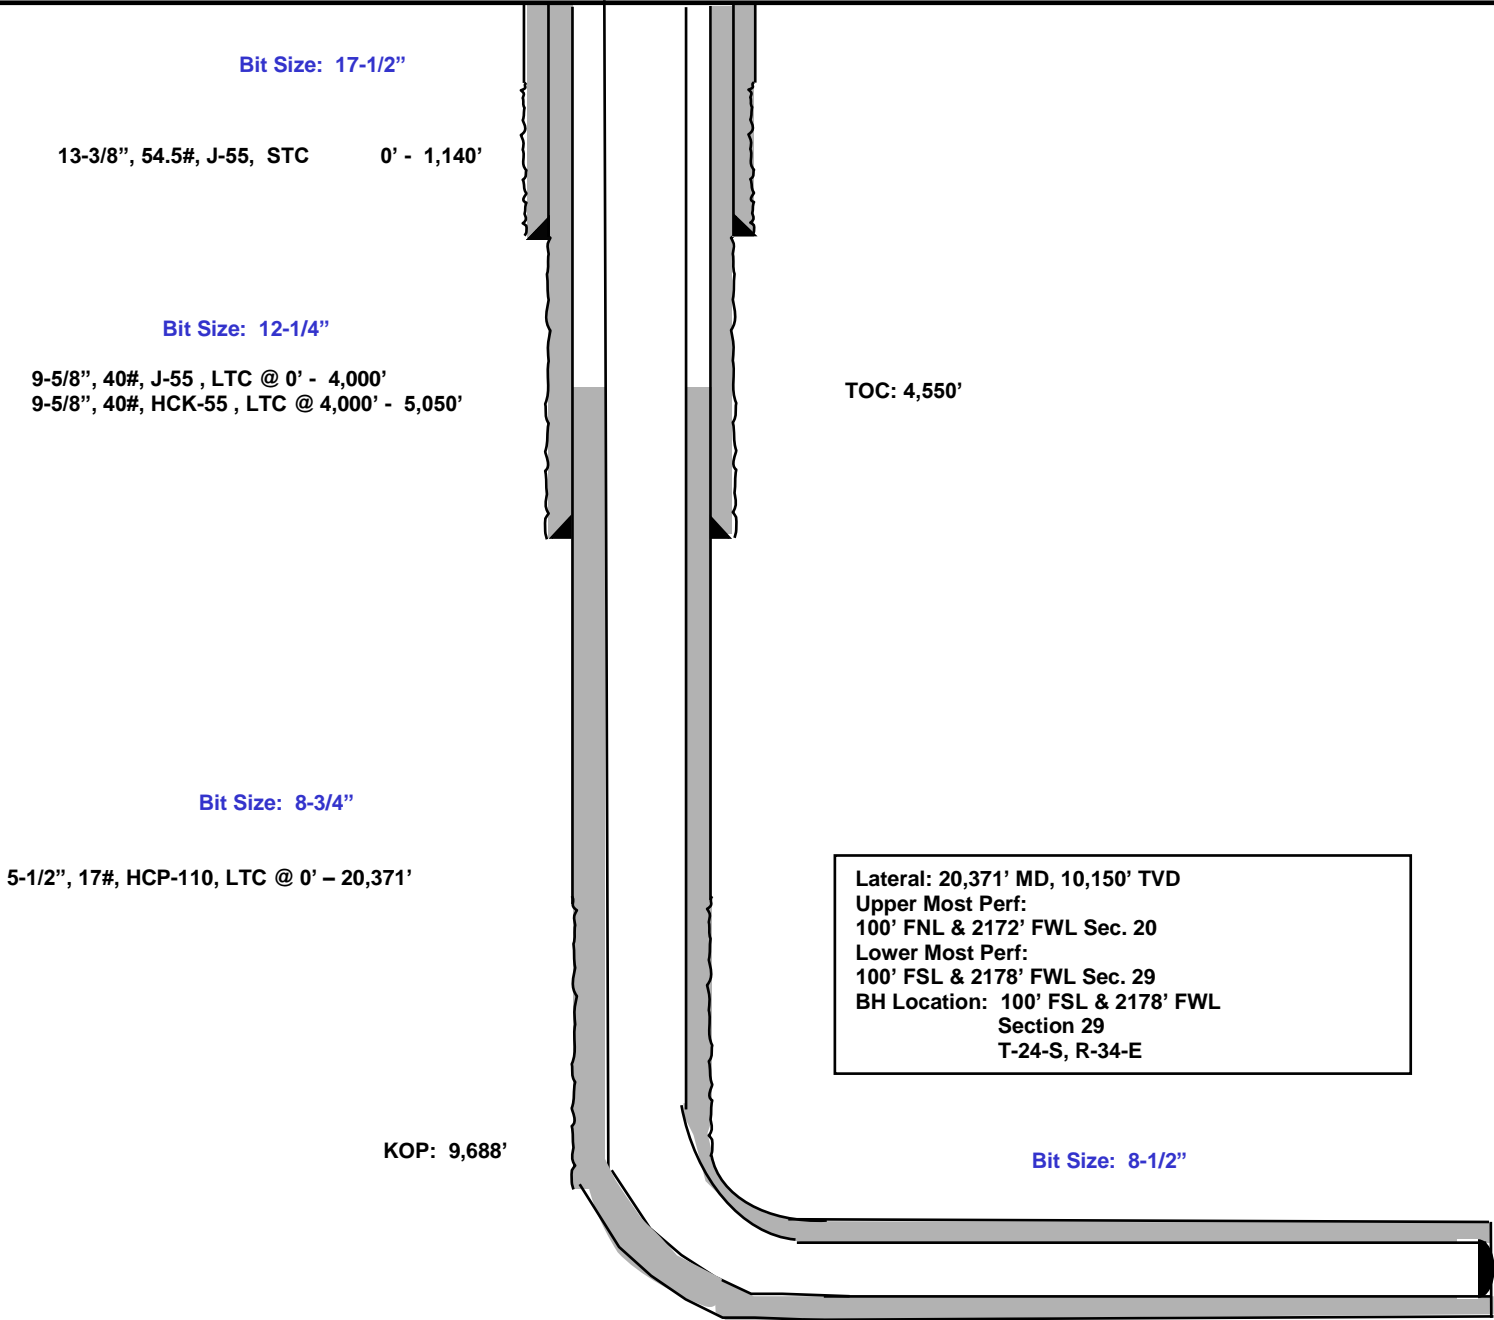 Bit Size: 17-1/2”
13-3/8”, 54.5#, J-55, STC 0’ - 1,140’
Bit Size: 12-1/4”
9-5/8”, 40#, J-55 , LTC @ 0’ - 4,000’
9-5/8”, 40#, HCK-55 , LTC @ 4,000’ - 5,050’
TOC: 4,550’
Bit Size: 8-3/4”
5-1/2”, 17#, HCP-110, LTC @ 0’ – 20,371’
Lateral: 20,371’ MD, 10,150’ TVD
Upper Most Perf:
100’ FNL & 2172’ FWL Sec. 20
Lower Most Perf:
100’ FSL & 2178’ FWL Sec. 29
BH Location: 100’ FSL & 2178’ FWL
Section 29
T-24-S, R-34-E
KOP: 9,688’
Bit Size: 8-1/2”